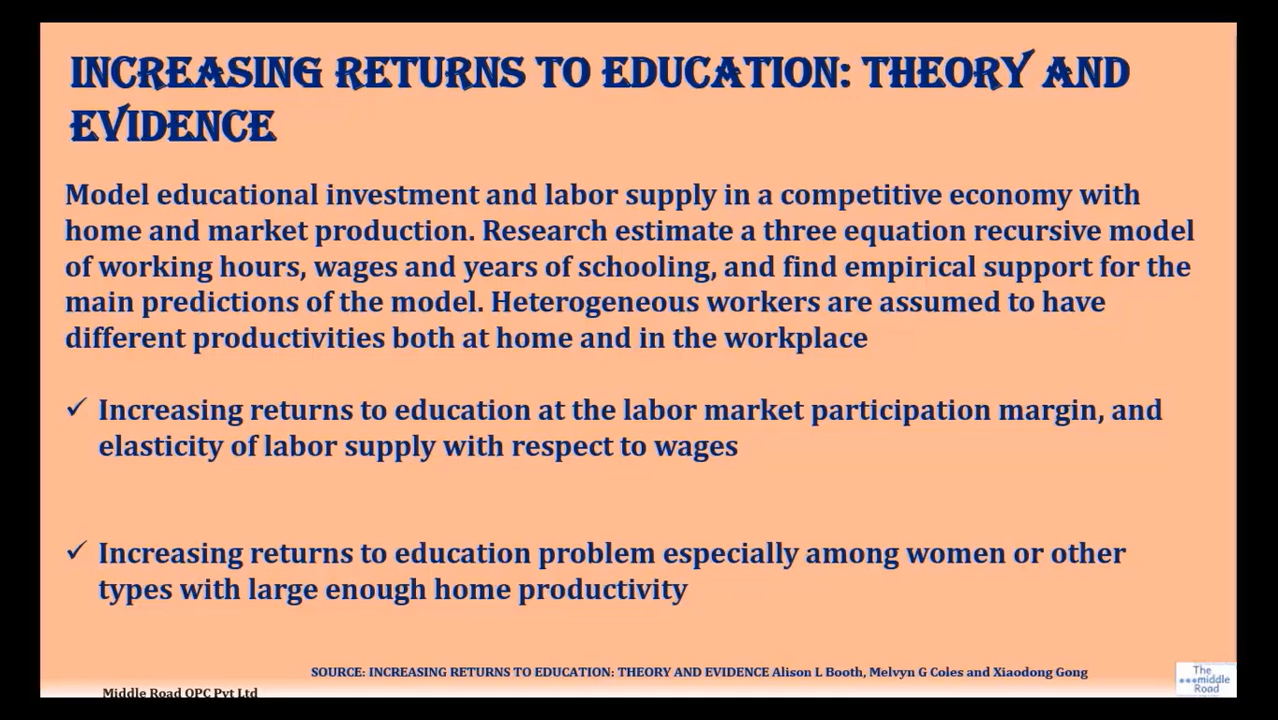 INCREASING RETURNS TO EDUCATION: THEORY AND
EVIDENCE
Model educational investment and labor supply in a competitive economy with
home and market production. Research estimate a three equation recursive model
of working hours, wages and years of schooling, and find empirical support for the
main predictions of the model. Heterogeneous workers are assumed to have
different productivities both at home and in the workplace
✓ Increasing returns to education at the labor market participation margin, and
elasticity of labor supply with respect to wages
✓ Increasing returns to education problem especially among women or other
types with large enough home productivity
SOURCE: INCREASING RETURNS TO EDUCATION: THEORY AND EVIDENCE Alison L Booth, Melvyn G Coles and Xiaodong Gong
Middle Road OPC Pvt Ltd
The
middle
Road